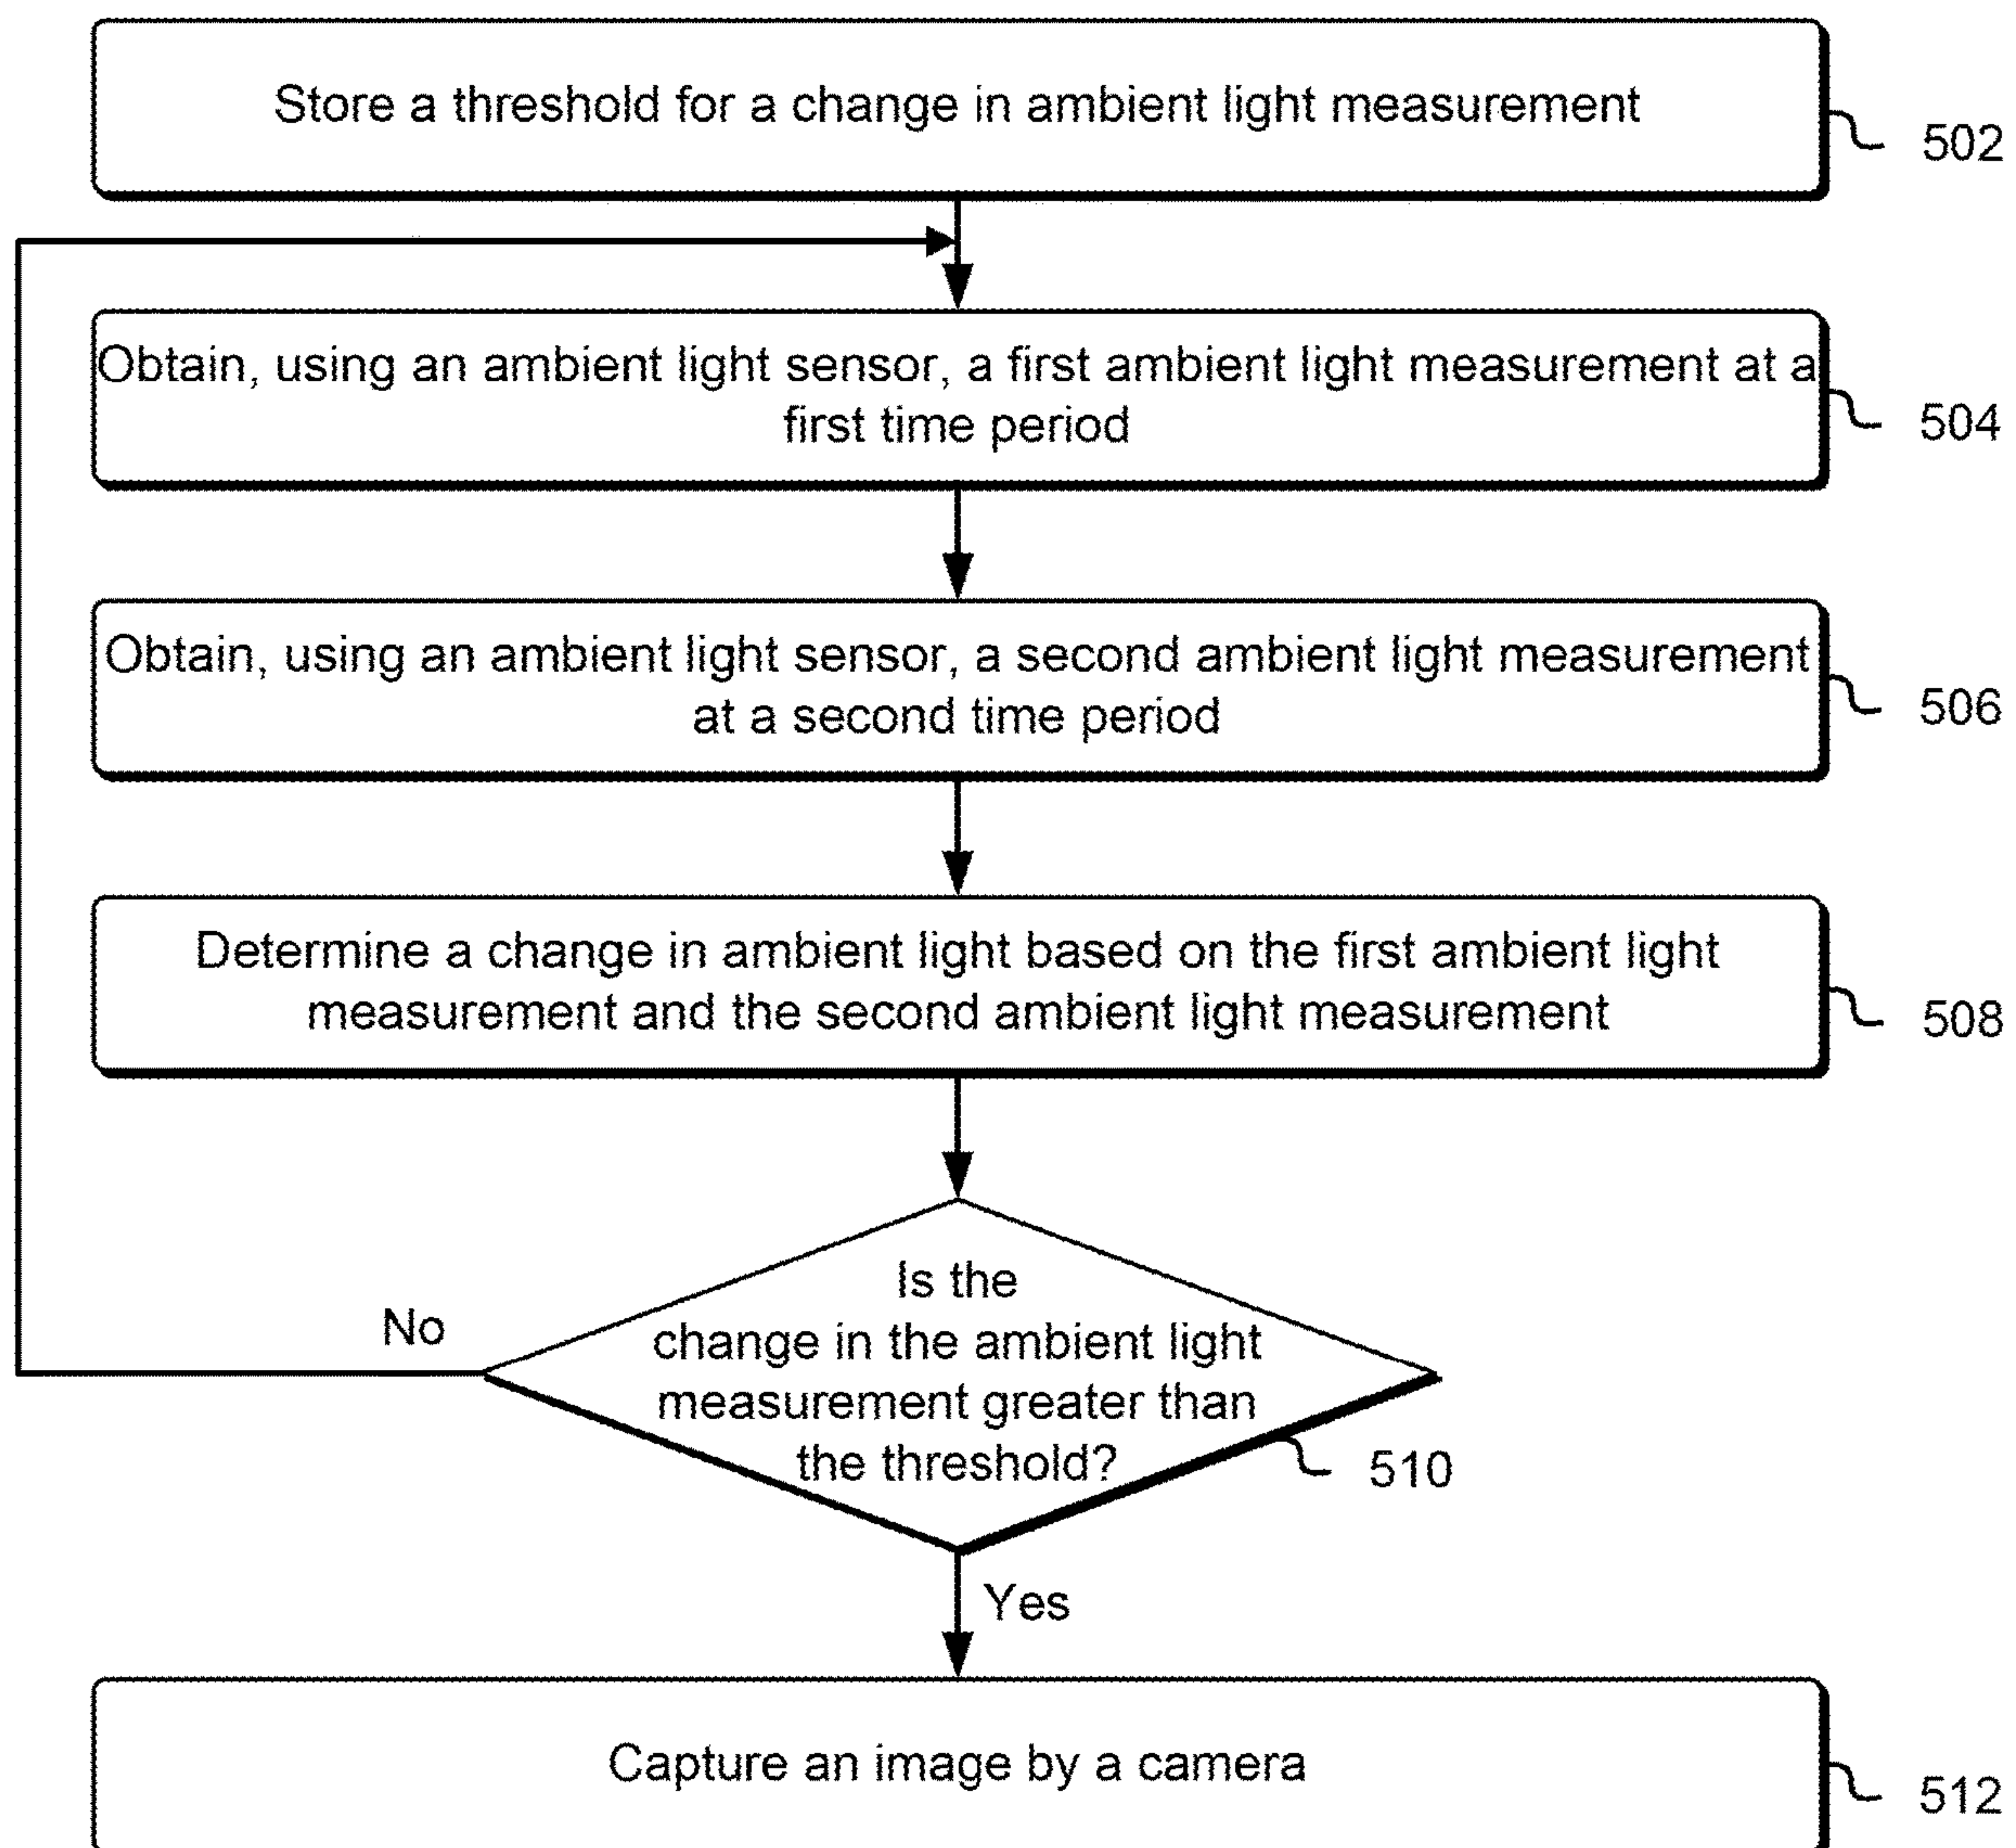 Store a threshold for a change in ambient light measurement
502
Obtain, using an ambient light sensor, a first ambient light measurement at a
first time period
504
Obtain, using an ambient light sensor, a second ambient light measurement
at a second time period
506
Determine a change in ambient light based on the first ambient light
measurement and the second ambient light measurement
508
Is the
change in the ambient light
measurement greater than
the threshold?
510
No
Yes
Capture an image by a camera
512